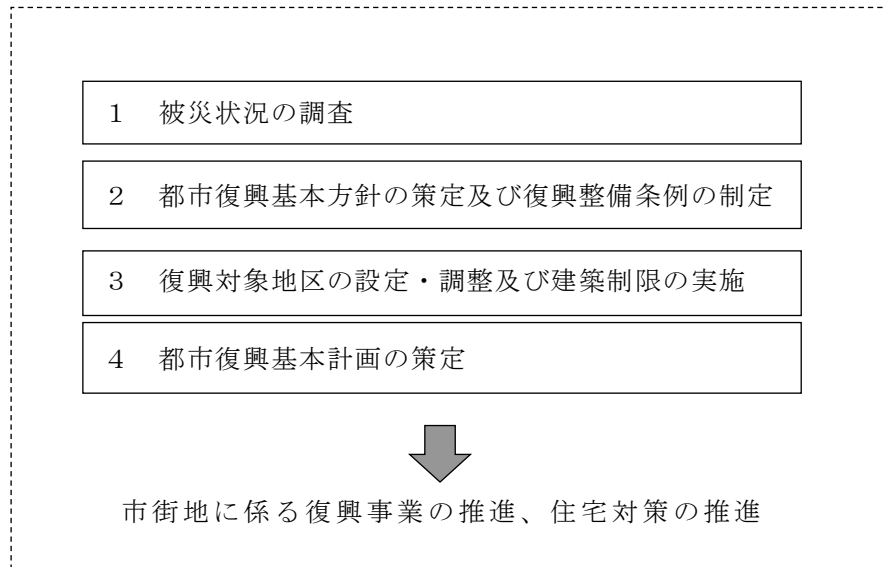 １　被災状況の調査
２　都市復興基本方針の策定及び復興整備条例の制定
３　復興対象地区の設定・調整及び建築制限の実施
４　都市復興基本計画の策定
市街地に係る復興事業の推進、住宅対策の推進